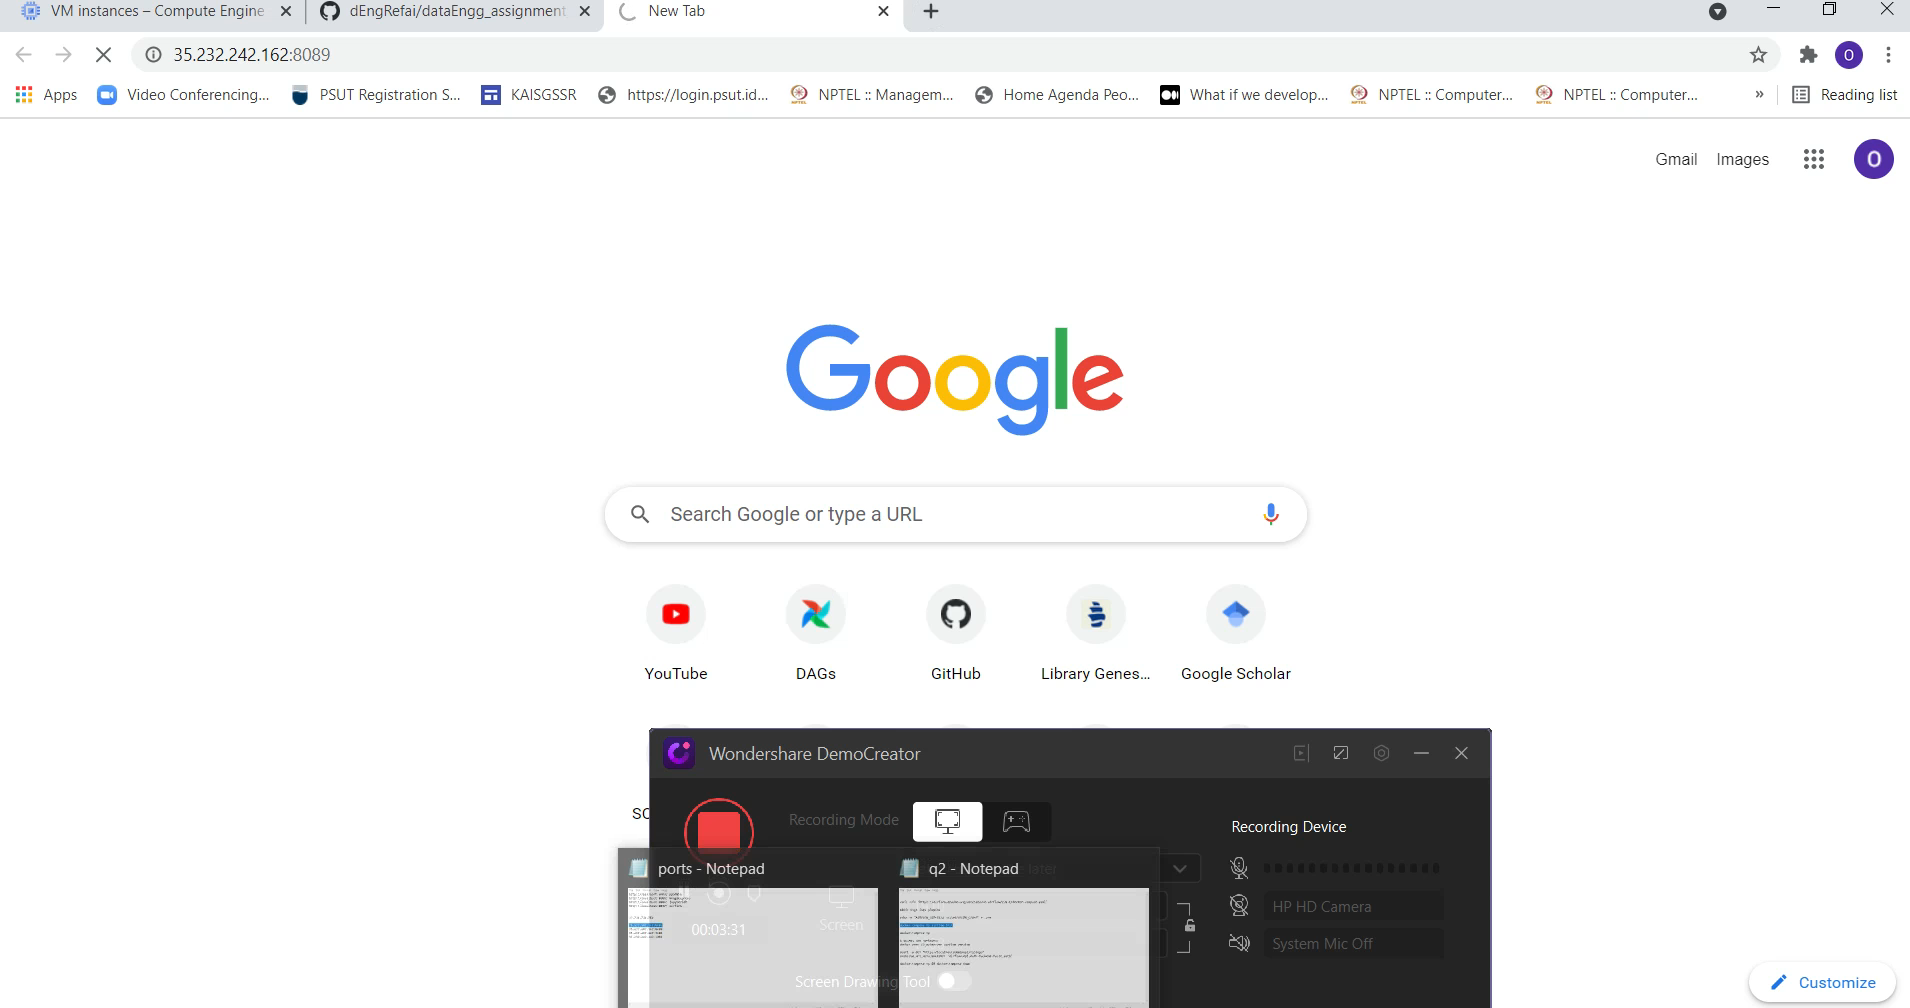 VM instances – Compute Engine
dEngRefai/dataEngg_assignment
New Tab
35.232.242.162:8089
Apps
Video Conferencing...
PSUT Registration S...
KAISGSSR
https://login.psut.id...
NPTEL :: Managem...
Home Agenda Peo...
What if we develop...
NPTEL :: Computer...
NPTEL :: Computer...
»
Reading list
Gmail
Images
O
O
Google
Search Google or type a URL
YouTube
DAGs
GitHub
Library Genes...
Google Scholar
Wondershare DemoCreator
SC
Recording Mode
Recording Device
ports - Notepad
q2 - Notepad
later
HP HD Camera
00:03:31
Screen
System Mic Off
Screen Drawing Tool
Customize